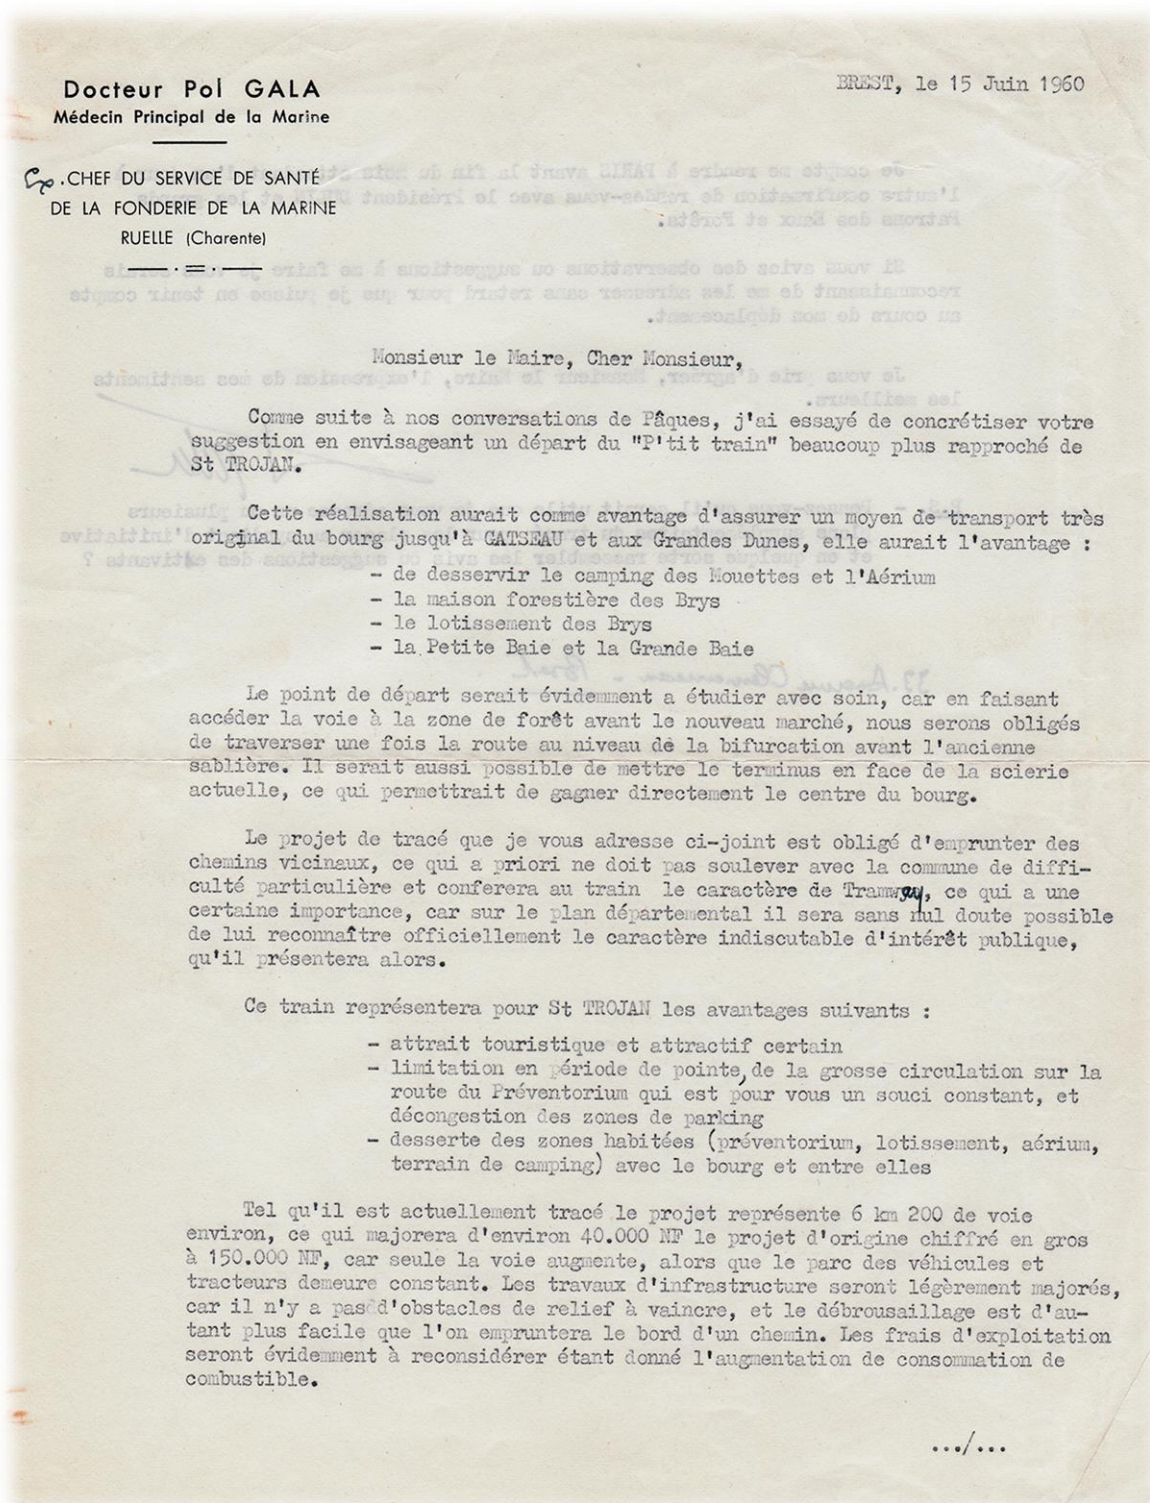 Docteur Pol GALA
Médecin Principal de la Marine
Ex.CHEF DU SERVICE DE SANTÉ
DE LA FONDERIE DE LA MARINE
RUELLE (Charente)
BREST, le 15 Juin 1960
Monsieur le Maire, Cher Monsieur,
Comme suite à nos conversations de Pâques, j'ai essayé de concrétiser votre
suggestion en envisageant un départ du "P'tit train" beaucoup plus rapproché de
St TROJAN.
Cette réalisation aurait comme avantage d'assurer un moyen de transport très
original du bourg jusqu'à GATSEAU et aux Grandes Dunes, elle aurait l'avantage :
- de desservir le camping des Mouettes et l'Aérium
- la maison forestière des Brys
- le lotissement des Brys
- la Petite Baie et la Grande Baie
Le point de départ serait évidemment a étudier avec soin, car en faisant
accéder la voie à la zone de forêt avant le nouveau marché, nous serons obligés
de traverser une fois la route au niveau de la bifurcation avant l'ancienne
sablière. Il serait aussi possible de mettre le terminus en face de la scierie
actuelle, ce qui permettrait de gagner directement le centre du bourg.
Le projet de tracé que je vous adresse ci-joint est obligé d'emprunter des
chemins vicinaux, ce qui a priori ne doit pas soulever avec la commune de diffi-
culté particulière et conferera au train le caractère de Tramway, ce qui a une
certaine importance, car sur le plan départemental il sera sans nul doute possible
de lui reconnaître officiellement le caractère indiscutable d'intérêt publique,
qu'il présentera alors.
Ce train représentera pour St TROJAN les avantages suivants :
- attrait touristique et attractif certain
- limitation en période de pointe, de la grosse circulation sur la
route du Préventorium qui est pour vous un souci constant, et
décongestion des zones de parking
- desserte des zones habitées (préventorium, lotissement, aérium,
terrain de camping) avec le bourg et entre elles
Tel qu'il est actuellement tracé le projet représente 6 km 200 de voie
environ, ce qui majorera d'environ 40.000 NF le projet d'origine chiffré en gros
à 150.000 NF, car seule la voie augmente, alors que le parc des véhicules et
tracteurs demeure constant. Les travaux d'infrastructure seront légèrement majorés,
car il n'y a pas d'obstacles de relief à vaincre, et le débrousaillage est d'au-
tant plus facile que l'on empruntera le bord d'un chemin. Les frais d'exploitation
seront évidemment à reconsidérer étant donné l'augmentation de consommation de
combustible.
.../...